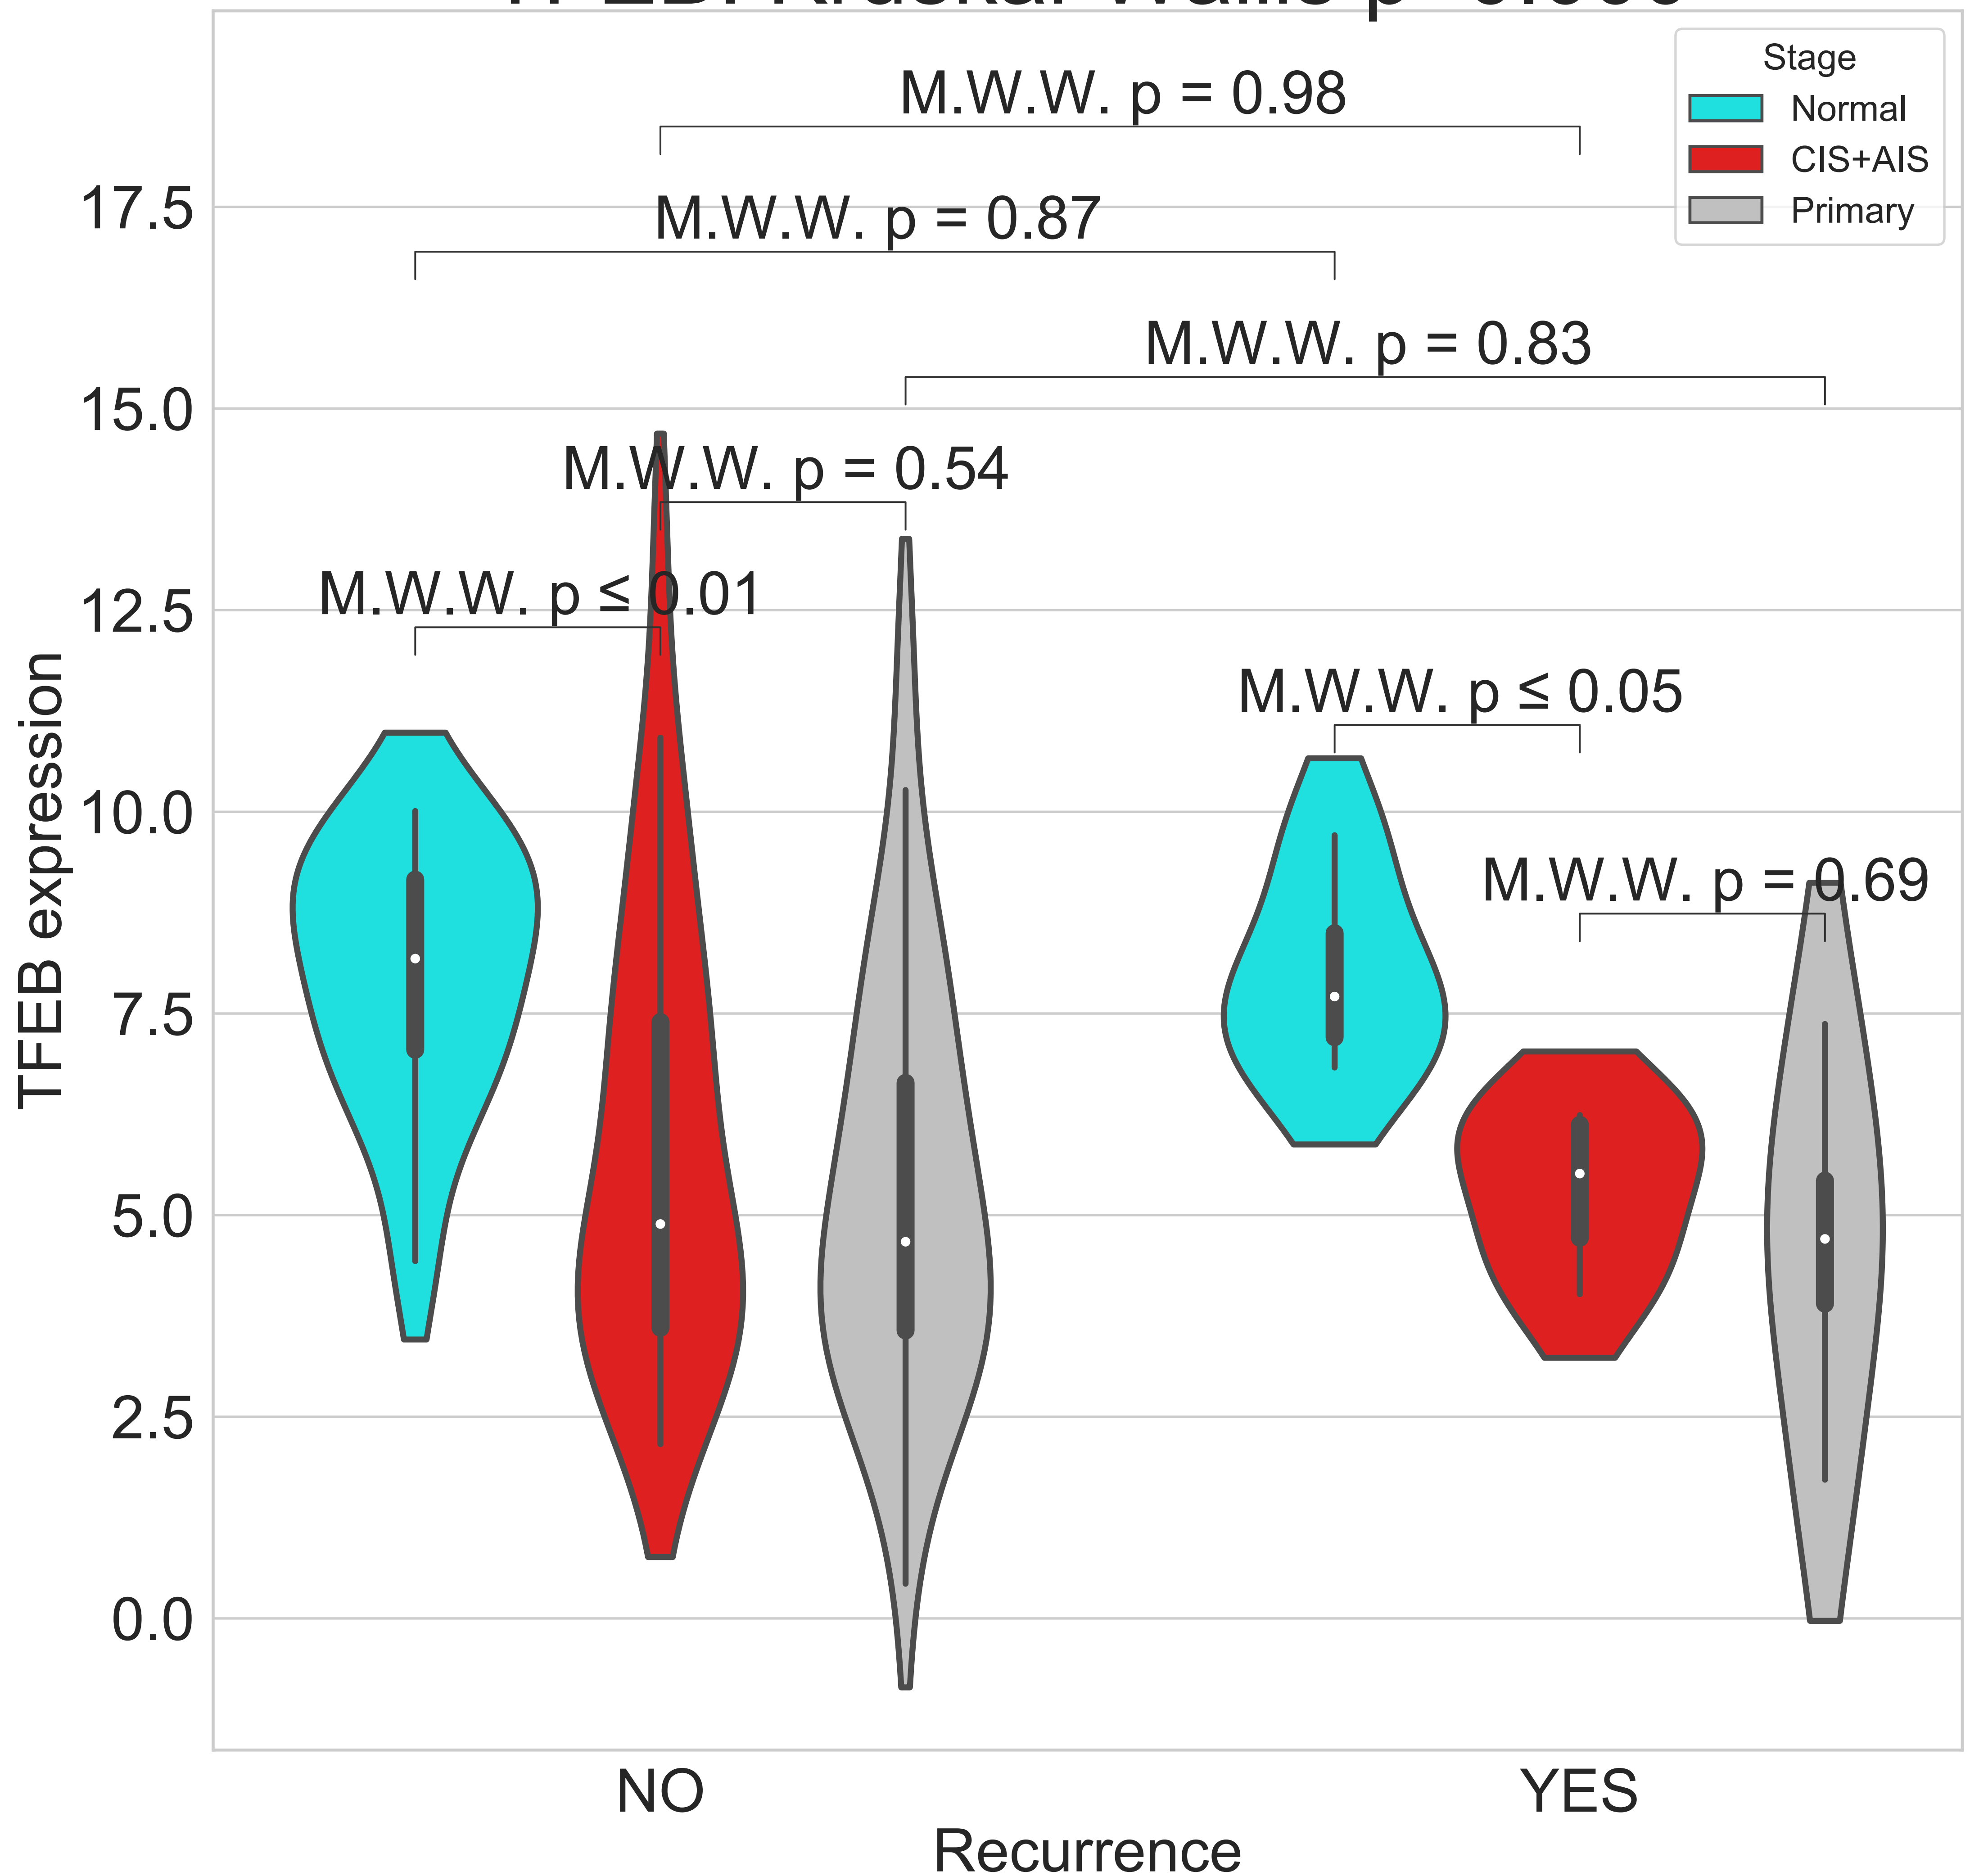 Stage
Normal
CIS+AIS
Primary
M.W.W. p = 0.98
M.W.W. p = 0.87
M.W.W. p = 0.83
M.W.W. p = 0.54
M.W.W. p ≤ 0.01
M.W.W. p ≤ 0.05
M.W.W. p = 0.69
17.5
15.0
12.5
10.0
7.5
5.0
2.5
0.0
TFEB expression
NO
YES
Recurrence